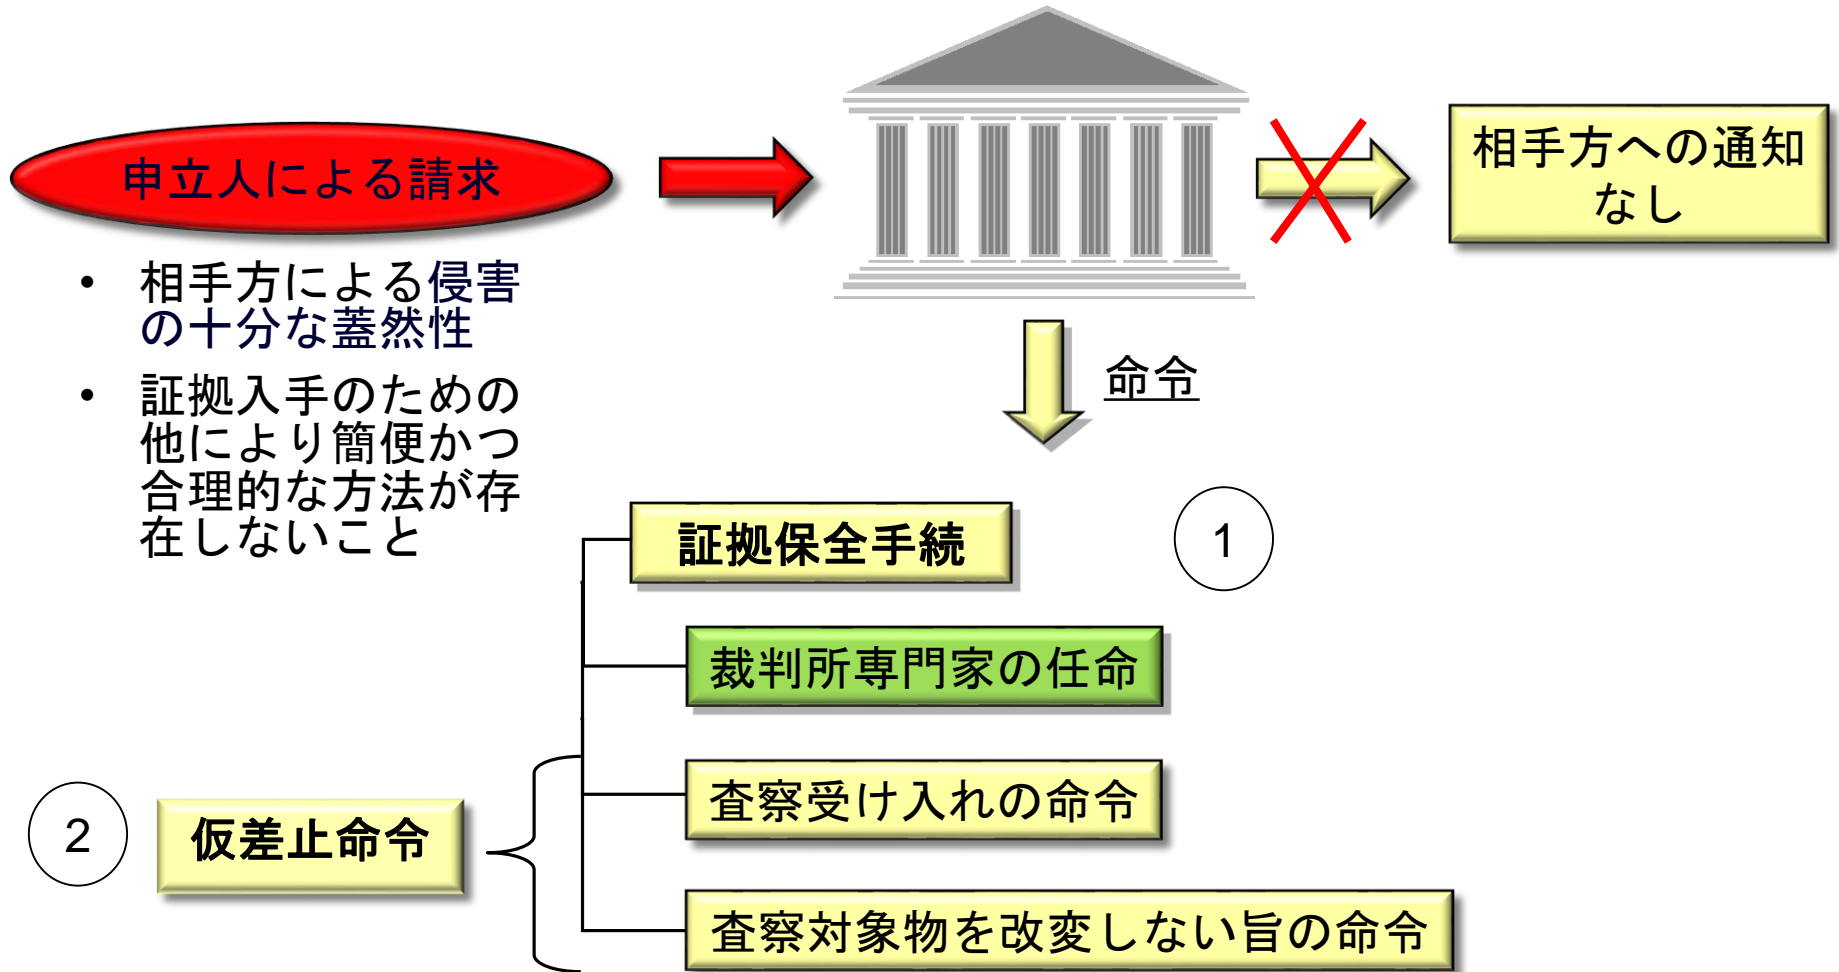 申立人による請求
相手方への通知
なし
• 相手方による侵害
の十分な蓋然性
• 証拠入手のための
他により簡便かつ
合理的な方法が存
在しないこと
命令
証拠保全手続
1
裁判所専門家の任命
査察受け入れの命令
2
仮差止命令
査察対象物を改変しない旨の命令